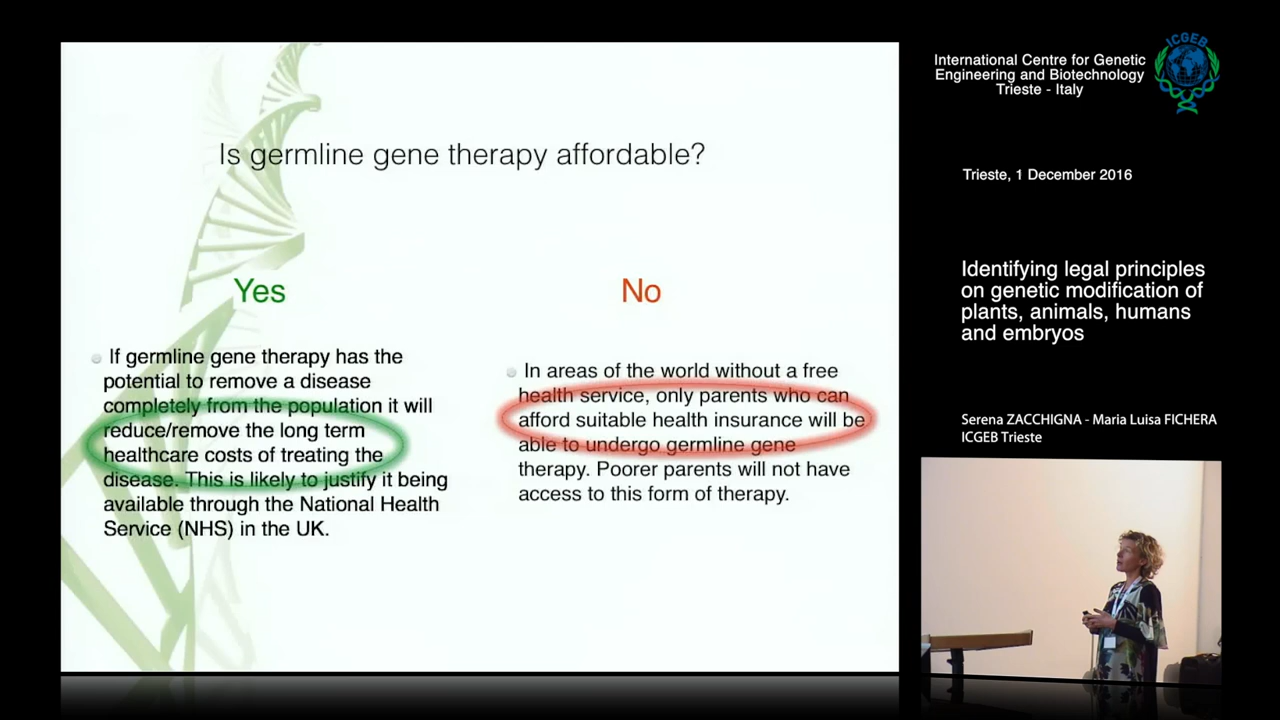 Is germline gene therapy affordable?
Yes
If germline gene therapy has the
potential to remove a disease
completely from the population it will
reduce/remove the long term
healthcare costs of treating the
disease. This is likely to justify it being
available through the National Health
Service (NHS) in the UK.
No
In areas of the world without a free
health service, only parents who can
afford suitable health insurance will be
able to undergo germline gene
therapy. Poorer parents will not have
access to this form of therapy.
International Centre for Genetic
Engineering and Biotechnology
Trieste - Italy
ICGEB
Trieste, 1 December 2016
Identifying legal principles
on genetic modification of
plants, animals, humans
and embryos
Serena ZACCHIGNA - Maria Luisa FICHERA
ICGEB Trieste